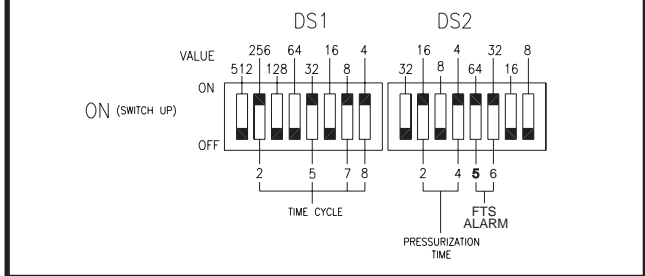 DS1 DS2
VALUE 256 64 16 4 16 4 32 8
512 128 32 8 32 8 64 16
ON
ON (SWITCH UP)
OFF
2 5 7 8 2 4 5 6
TIME CYCLE FTS
ALARM
PRESSURIZATION
TIME